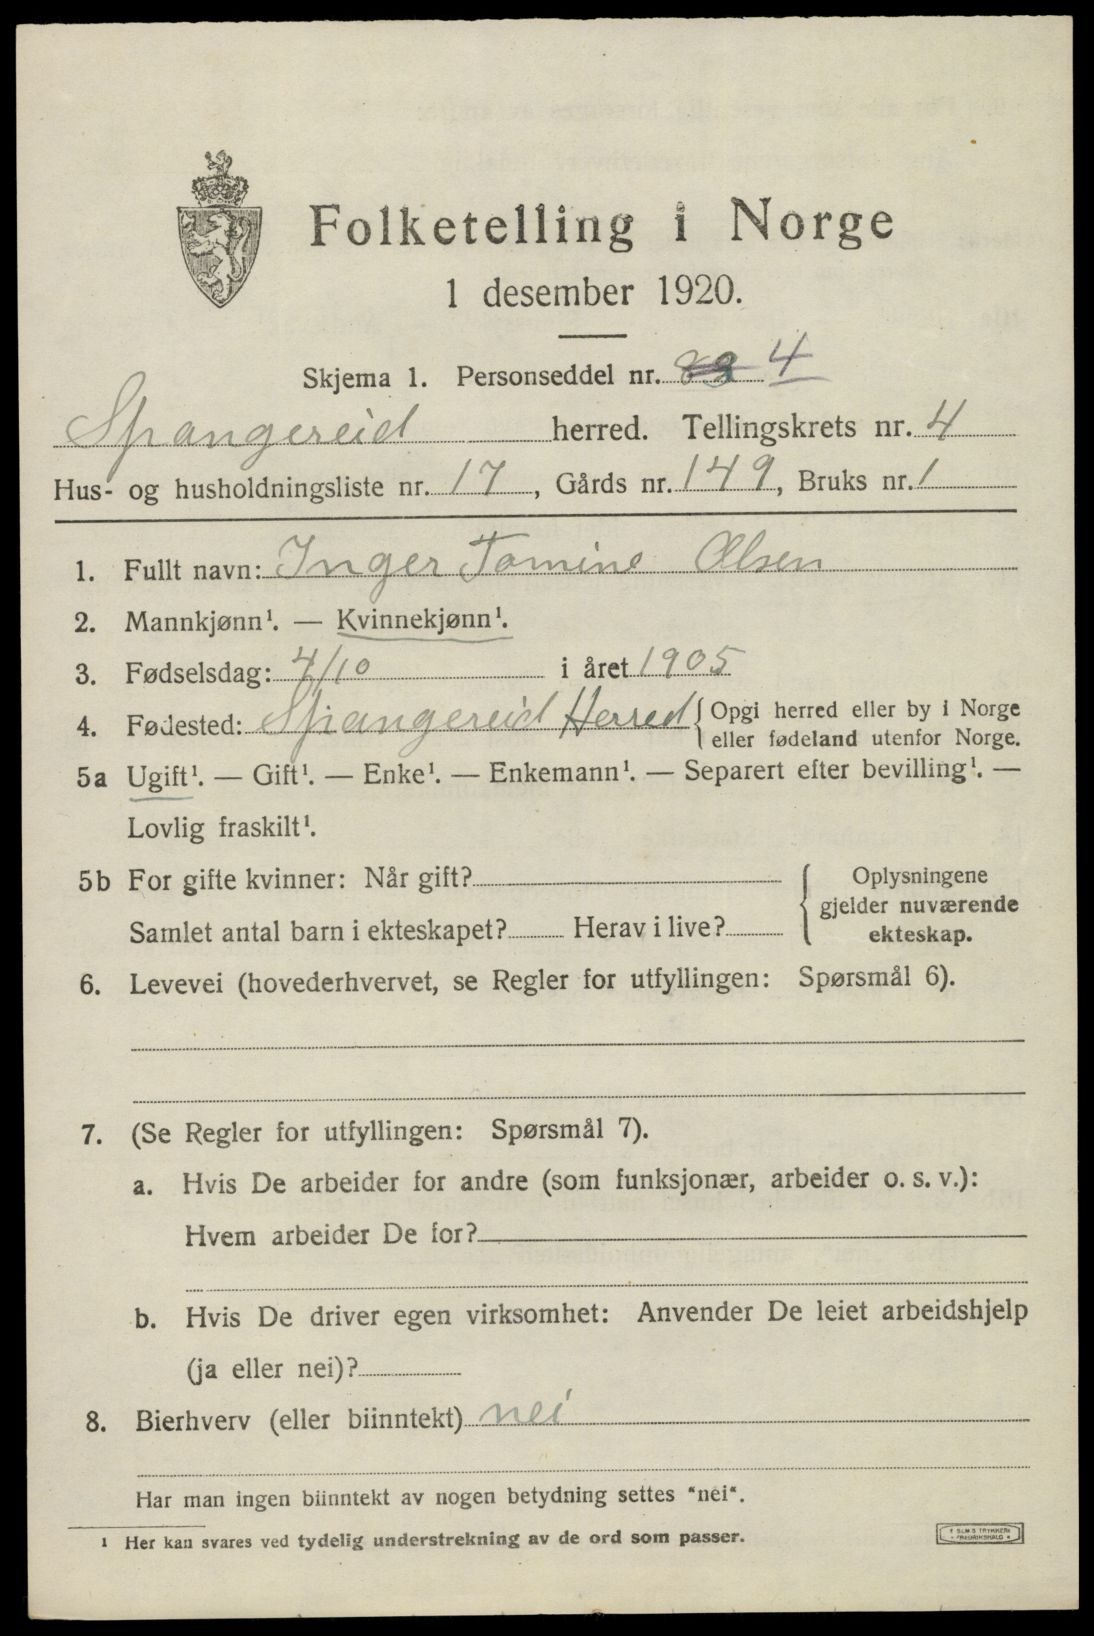 Folketelling i Norge
1 desember 1920.
Skjema 1. Personseddel nr. 4
Spangereid herred. Tellingskrets nr. 4
Hus- og husholdningsliste nr. 17, Gårds nr. 149, Bruks nr. 1
1. Fullt navn: Inger Tomine Olsen
2. Mannkjønn¹. — Kvinnekjønn¹.
3. Fødselsdag: 4/10 i året 1905
4. Fødested: Spangereid Herred { Opgi herred eller by i Norge
eller fødeland utenfor Norge.
5a Ugift¹. — Gift¹. — Enke¹. — Enkemann¹. — Separert efter bevilling¹. —
Lovlig fraskilt¹.
5b For gifte kvinner: Når gift?
Samlet antal barn i ekteskapet? Herav i live?
{ Oplysningene
gjelder nuværende
ekteskap.
6. Levevei (hovederhvervet, se Regler for utfyllingen: Spørsmål 6).
7. (Se Regler for utfyllingen: Spørsmål 7).
a. Hvis De arbeider for andre (som funksjonær, arbeider o. s. v.):
Hvem arbeider De for?
b. Hvis De driver egen virksomhet: Anvender De leiet arbeidshjelp
(ja eller nei)?
8. Bierhverv (eller biinntekt) nei
Har man ingen biinntekt av nogen betydning settes "nei".
¹ Her kan svares ved tydelig understrekning av de ord som passer.